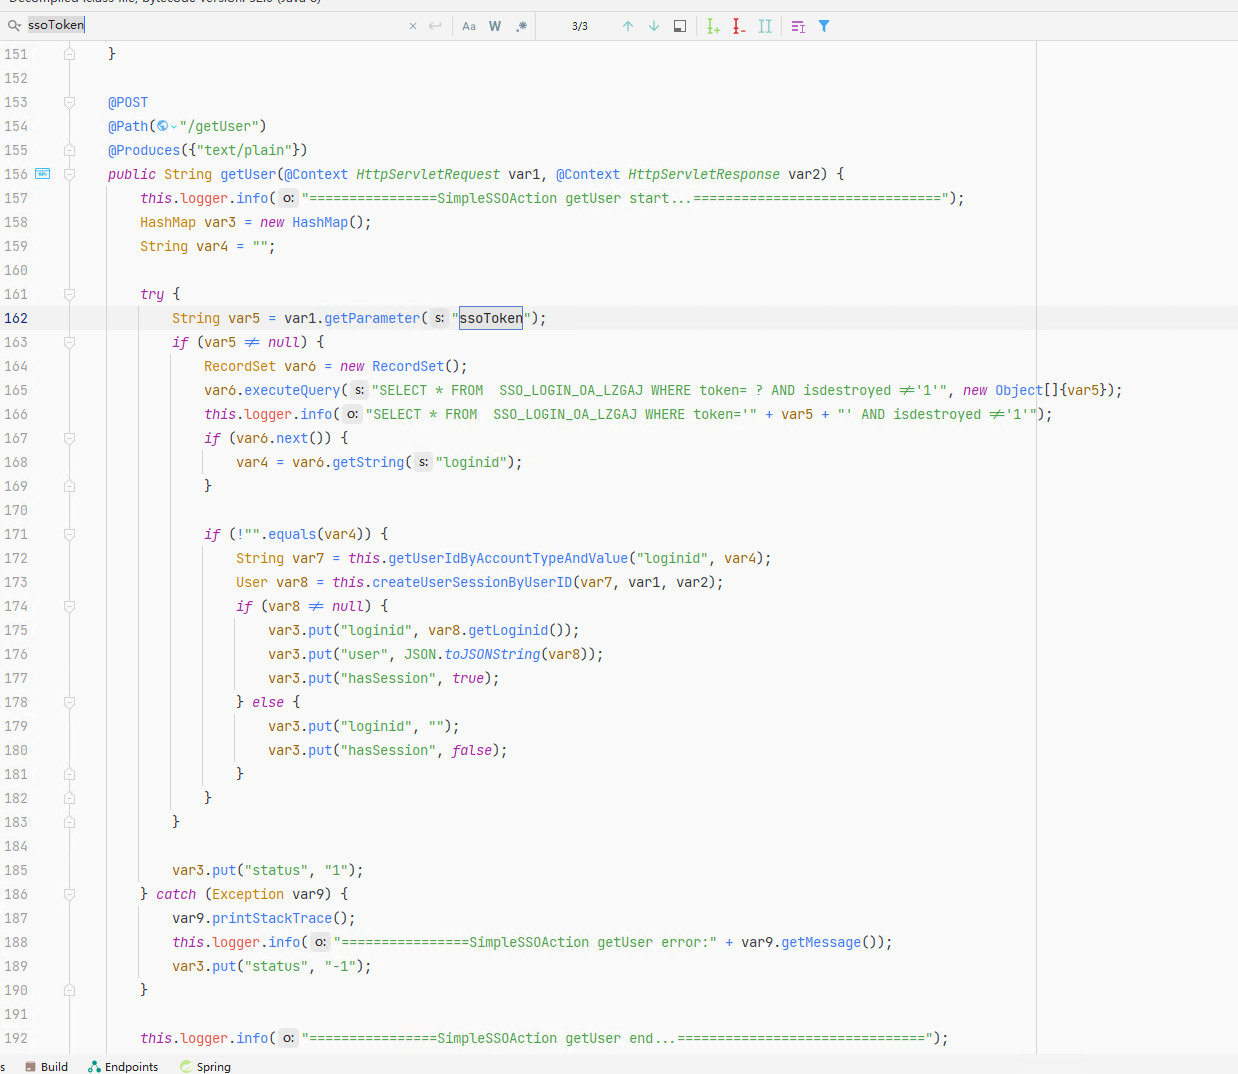 ssoToken
Aa W .* 3/3
151 }
152
153 @POST
154 @Path("/getUser")
155 @Produces({"text/plain"})
156 public String getUser(@Context HttpServletRequest var1, @Context HttpServletResponse var2) {
157 this.logger.info( o: "================SimpleSSOAction getUser start...===============================");
158 HashMap var3 = new HashMap();
159 String var4 = "";
160
161 try {
162 String var5 = var1.getParameter( s: "ssoToken");
163 if (var5 ≠ null) {
164 RecordSet var6 = new RecordSet();
165 var6.executeQuery( s: "SELECT * FROM  SSO_LOGIN_OA_LZGAJ WHERE token= ? AND isdestroyed ≠'1'", new Object[]{var5});
166 this.logger.info( o: "SELECT * FROM  SSO_LOGIN_OA_LZGAJ WHERE token='" + var5 + "' AND isdestroyed ≠'1'");
167 if (var6.next()) {
168 var4 = var6.getString( s: "loginid");
169 }
170
171 if (!"".equals(var4)) {
172 String var7 = this.getUserIdByAccountTypeAndValue("loginid", var4);
173 User var8 = this.createUserSessionByUserID(var7, var1, var2);
174 if (var8 ≠ null) {
175 var3.put("loginid", var8.getLoginid());
176 var3.put("user", JSON.toJSONString(var8));
177 var3.put("hasSession", true);
178 } else {
179 var3.put("loginid", "");
180 var3.put("hasSession", false);
181 }
182 }
183 }
184
185 var3.put("status", "1");
186 } catch (Exception var9) {
187 var9.printStackTrace();
188 this.logger.info( o: "================SimpleSSOAction getUser error:" + var9.getMessage());
189 var3.put("status", "-1");
190 }
191
192 this.logger.info( o: "================SimpleSSOAction getUser end...===============================");
s Build Endpoints Spring